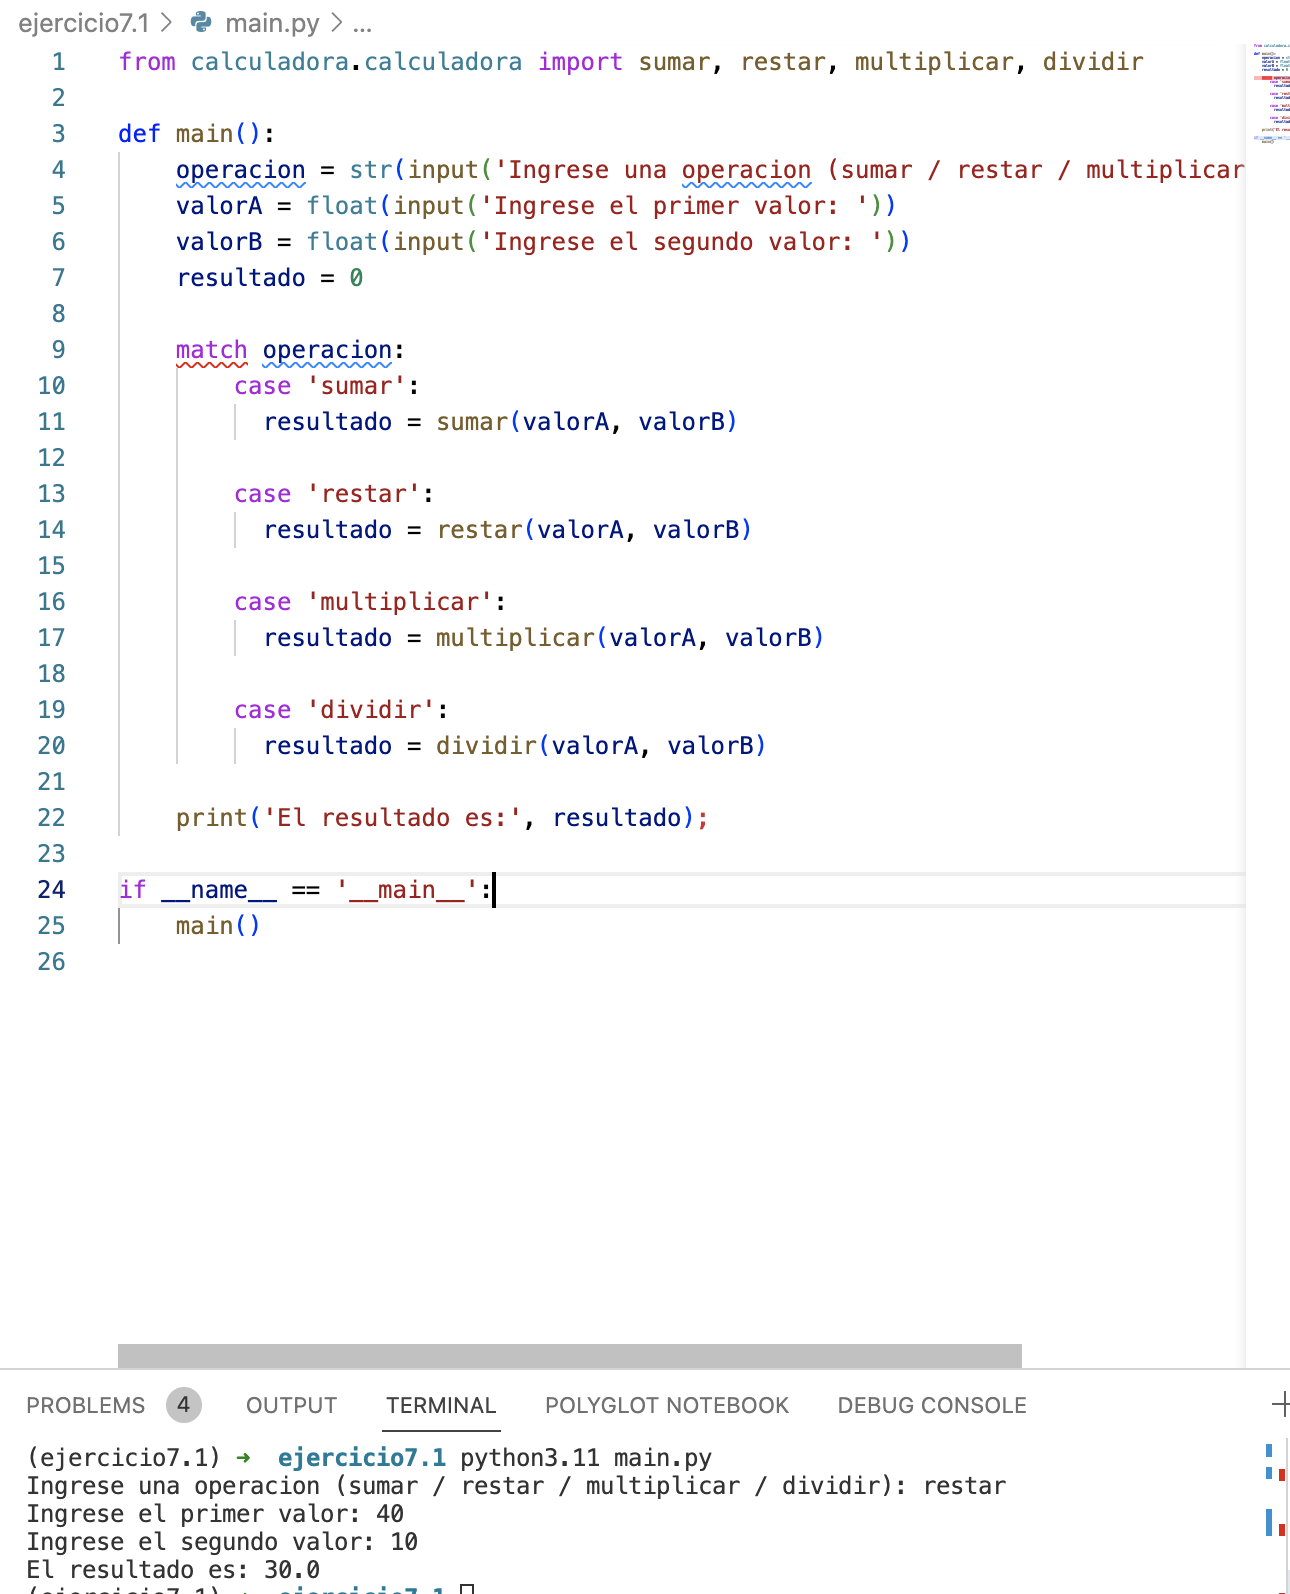 ejercicio7.1 > main.py > ...
1 from calculadora.calculadora import sumar, restar, multiplicar, dividir
2
3 def main():
4 operacion = str(input('Ingrese una operacion (sumar / restar / multiplicar
5 valorA = float(input('Ingrese el primer valor: '))
6 valorB = float(input('Ingrese el segundo valor: '))
7 resultado = 0
8
9 match operacion:
10 case 'sumar':
11 resultado = sumar(valorA, valorB)
12
13 case 'restar':
14 resultado = restar(valorA, valorB)
15
16 case 'multiplicar':
17 resultado = multiplicar(valorA, valorB)
18
19 case 'dividir':
20 resultado = dividir(valorA, valorB)
21
22 print('El resultado es:', resultado);
23
24 if __name__ == '__main__':
25 main()
26
PROBLEMS 4 OUTPUT TERMINAL POLYGLOT NOTEBOOK DEBUG CONSOLE
(ejercicio7.1) → ejercicio7.1 python3.11 main.py
Ingrese una operacion (sumar / restar / multiplicar / dividir): restar
Ingrese el primer valor: 40
Ingrese el segundo valor: 10
El resultado es: 30.0
(ejercicio7.1) → ejercicio7.1